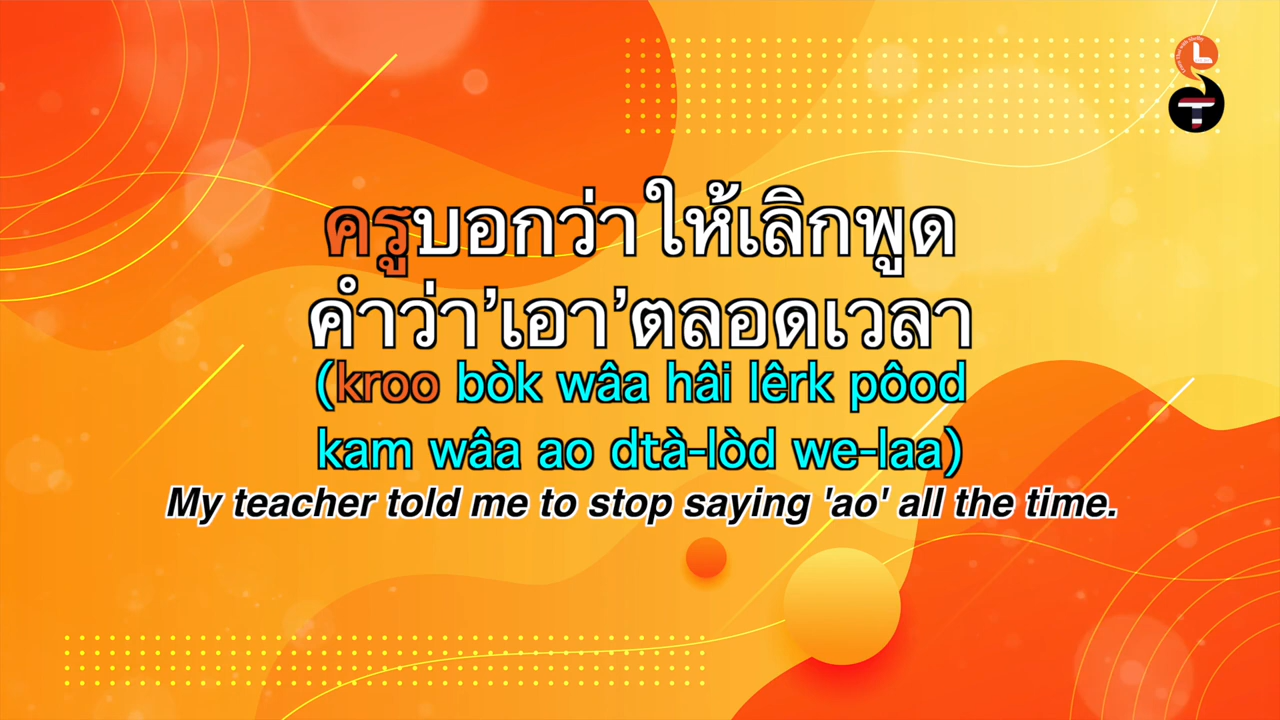 ครูบอกว่าให้เลิกพูด
คำว่า’เอา’ตลอดเวลา
(kroo bòk wâa hâi lêrk pôod
kam wâa ao dtà-lòd we-laa)
My teacher told me to stop saying 'ao' all the time.
L
T